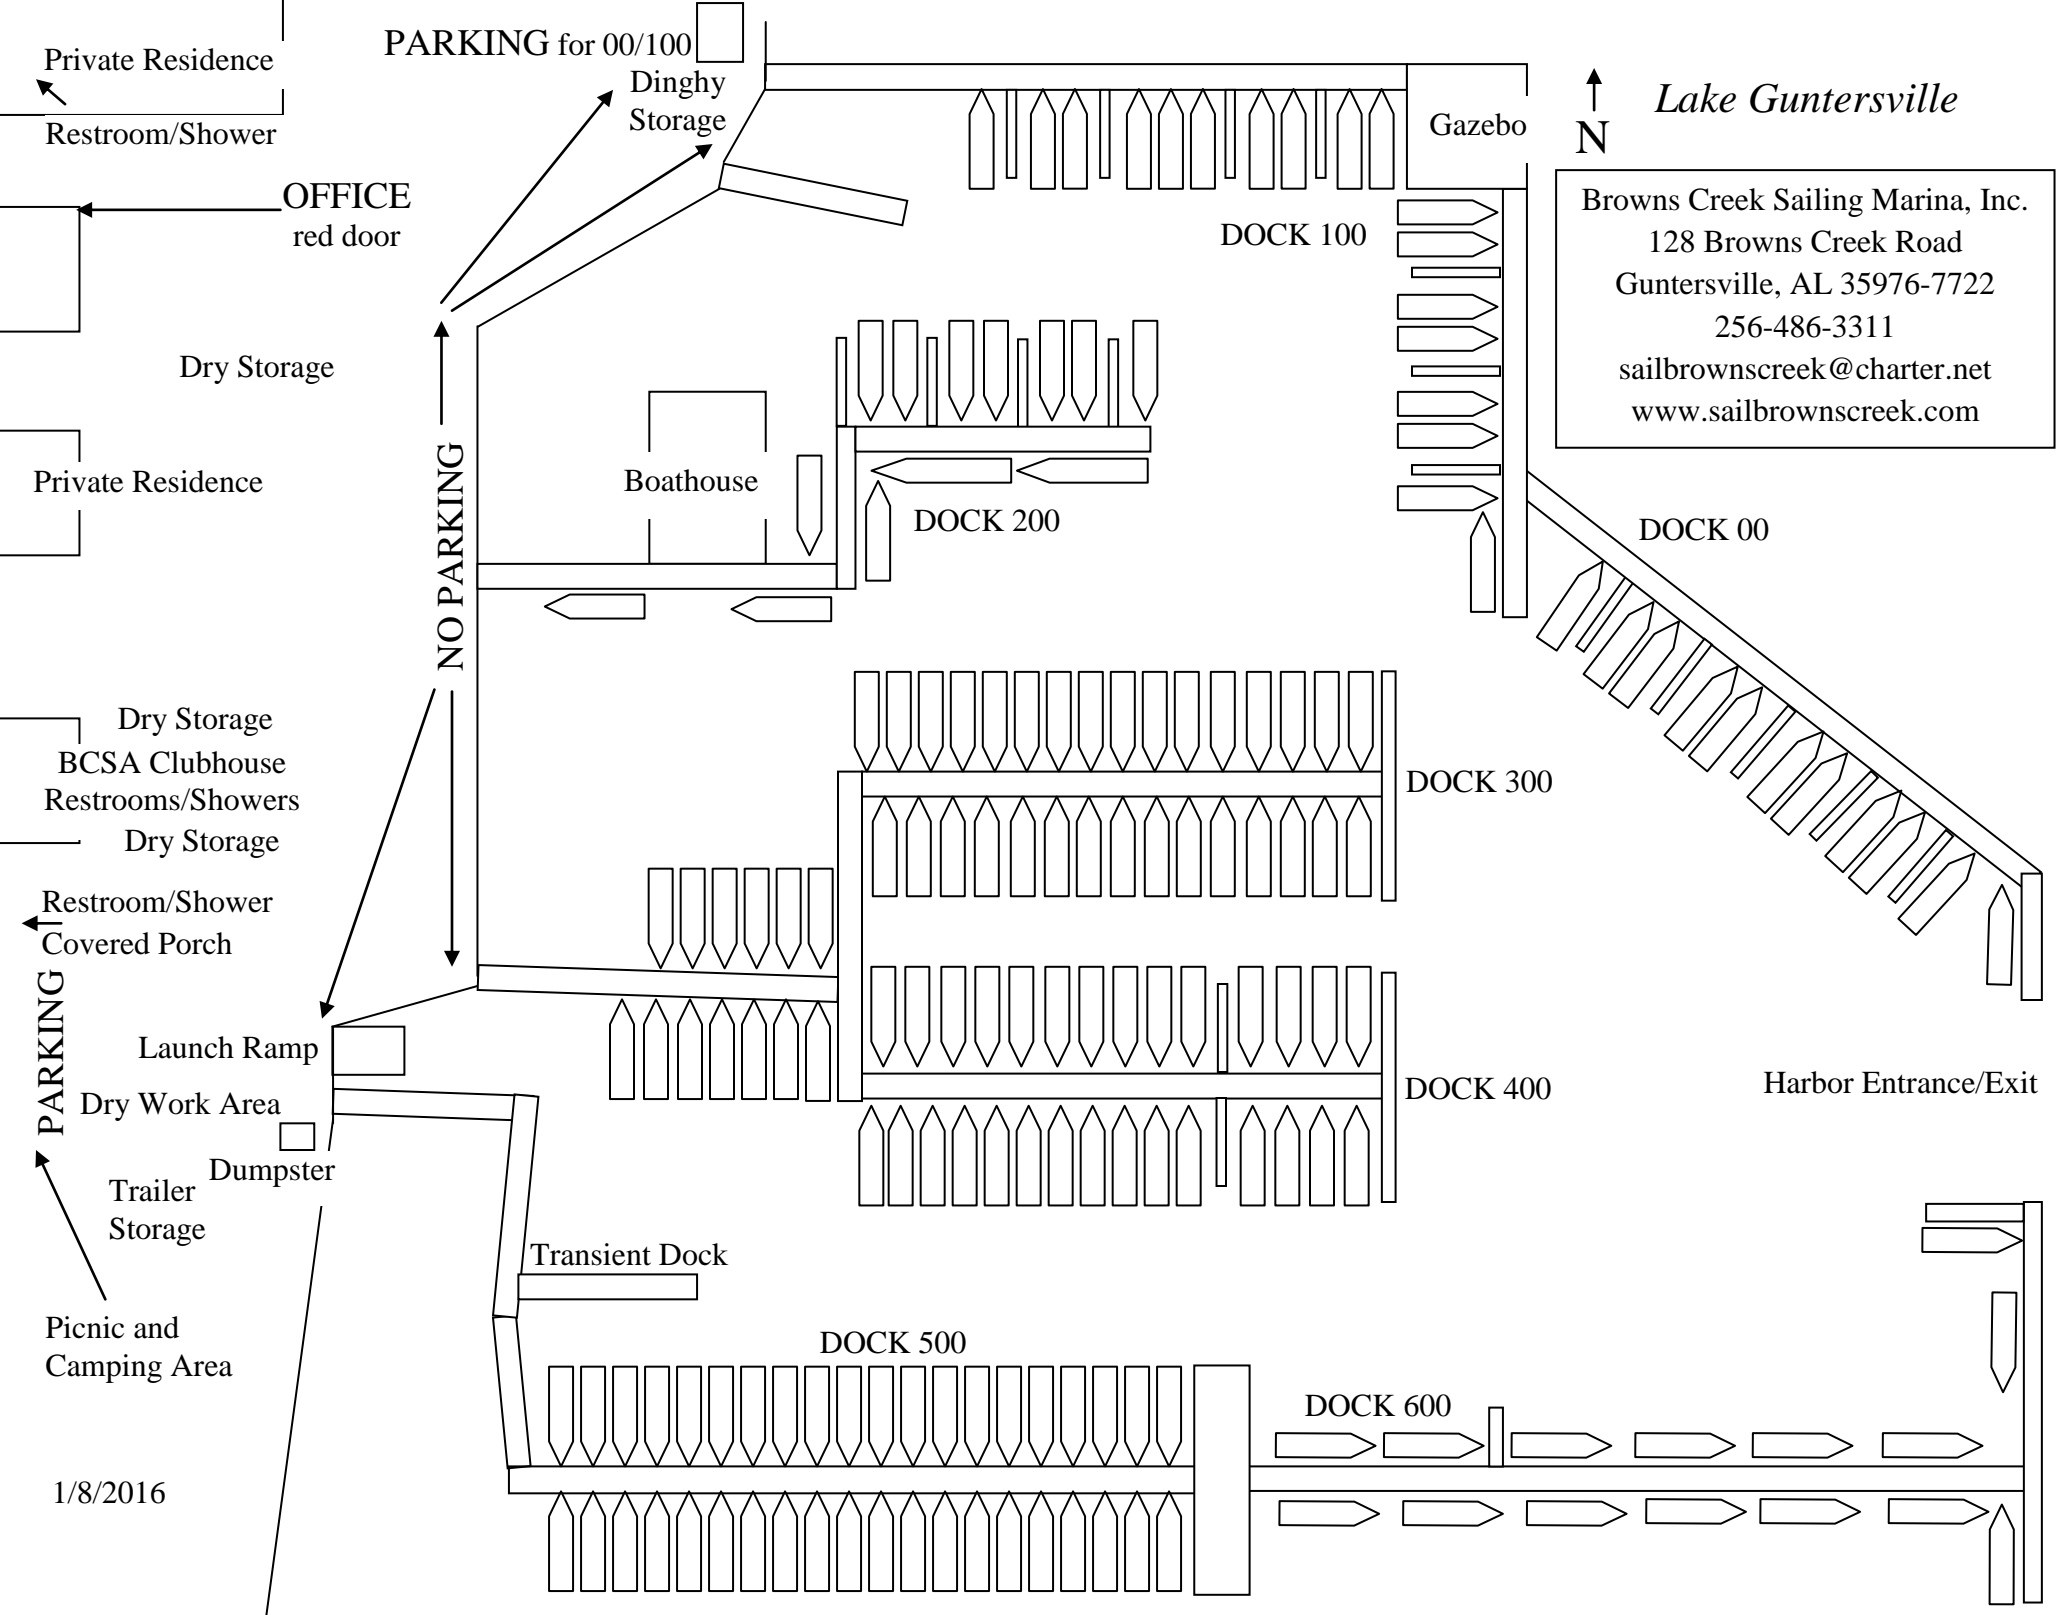 Private Residence
Restroom/Shower
PARKING for 00/100
Dinghy
Storage
OFFICE
red door
Gazebo
N
Lake Guntersville
Browns Creek Sailing Marina, Inc.
128 Browns Creek Road
Guntersville, AL 35976-7722
256-486-3311
sailbrownscreek@charter.net
www.sailbrownscreek.com
DOCK 100
Dry Storage
Private Residence
NO PARKING
Boathouse
DOCK 200
DOCK 00
Dry Storage
BCSA Clubhouse
Restrooms/Showers
Dry Storage
DOCK 300
Restroom/Shower
Covered Porch
PARKING
Launch Ramp
Dry Work Area
Dumpster
Trailer
Storage
DOCK 400
Harbor Entrance/Exit
Transient Dock
Picnic and
Camping Area
DOCK 500
DOCK 600
1/8/2016